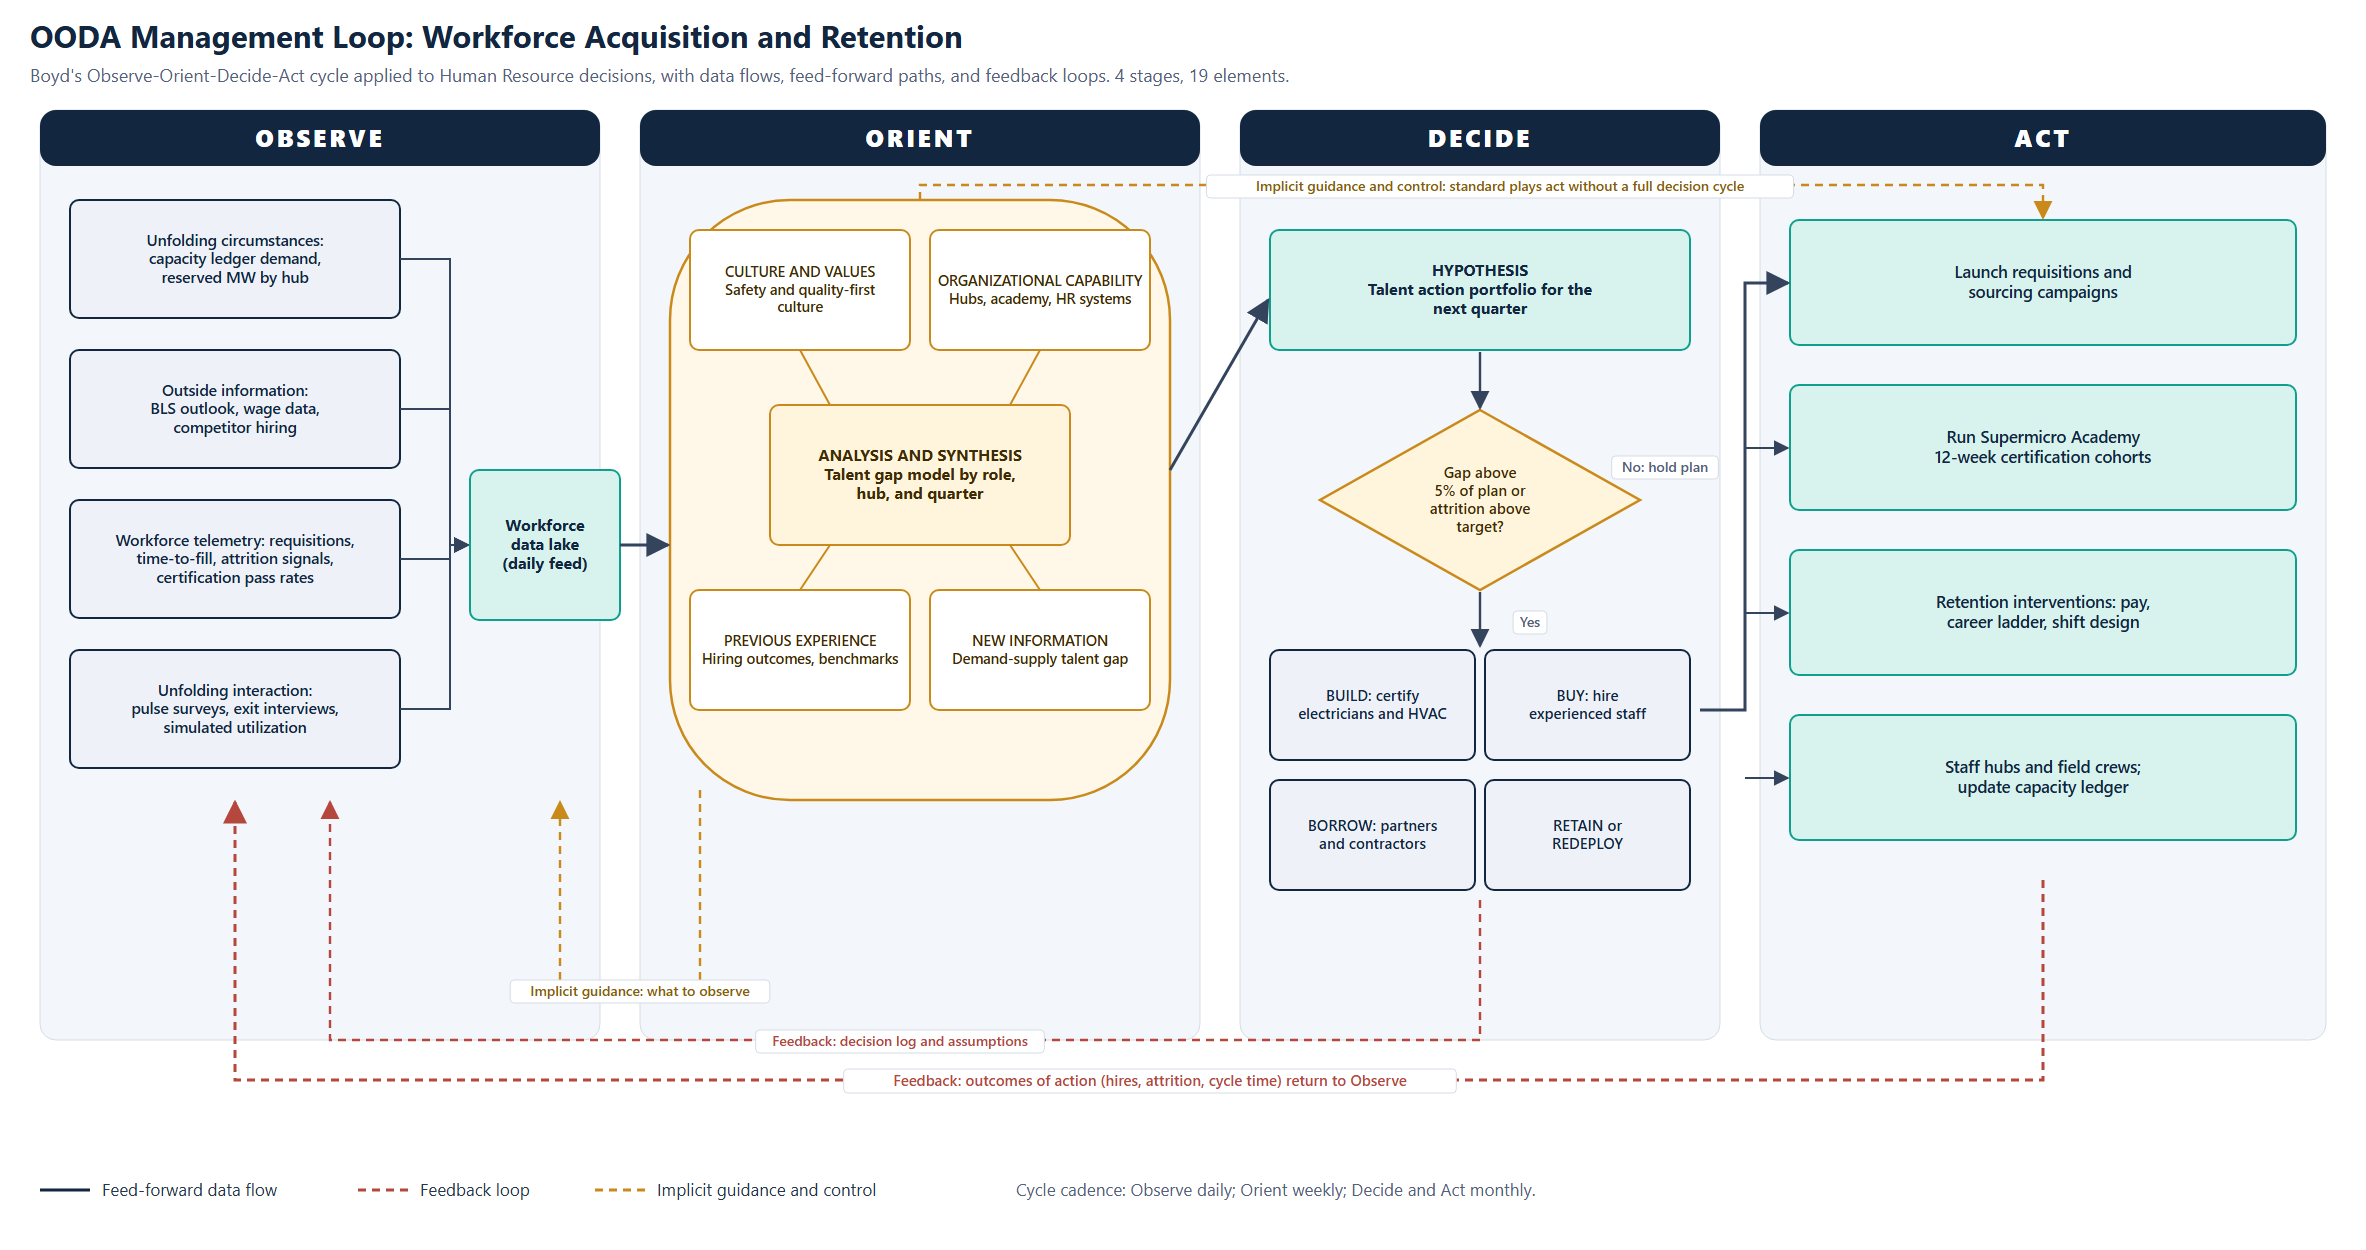 OODA Management Loop: Workforce Acquisition and Retention
Boyd's Observe-Orient-Decide-Act cycle applied to Human Resource decisions, with data flows, feed-forward paths, and feedback loops. 4 stages, 19 elements.
OBSERVE
Unfolding circumstances:
capacity ledger demand,
reserved MW by hub
Outside information:
BLS outlook, wage data,
competitor hiring
Workforce telemetry: requisitions,
time-to-fill, attrition signals,
certification pass rates
Unfolding interaction:
pulse surveys, exit interviews,
simulated utilization
Workforce
data lake
(daily feed)
ORIENT
CULTURE AND VALUES
Safety and quality-first
culture
ORGANIZATIONAL CAPABILITY
Hubs, academy, HR systems
ANALYSIS AND SYNTHESIS
Talent gap model by role,
hub, and quarter
PREVIOUS EXPERIENCE
Hiring outcomes, benchmarks
NEW INFORMATION
Demand-supply talent gap
DECIDE
Implicit guidance and control: standard plays act without a full decision cycle
HYPOTHESIS
Talent action portfolio for the
next quarter
Gap above
5% of plan or
attrition above
target?
No: hold plan
Yes
BUILD: certify
electricians and HVAC
BUY: hire
experienced staff
BORROW: partners
and contractors
RETAIN or
REDEPLOY
ACT
Launch requisitions and
sourcing campaigns
Run Supermicro Academy
12-week certification cohorts
Retention interventions: pay,
career ladder, shift design
Staff hubs and field crews;
update capacity ledger
Implicit guidance: what to observe
Feedback: decision log and assumptions
Feedback: outcomes of action (hires, attrition, cycle time) return to Observe
Feed-forward data flow
Feedback loop
Implicit guidance and control
Cycle cadence: Observe daily; Orient weekly; Decide and Act monthly.